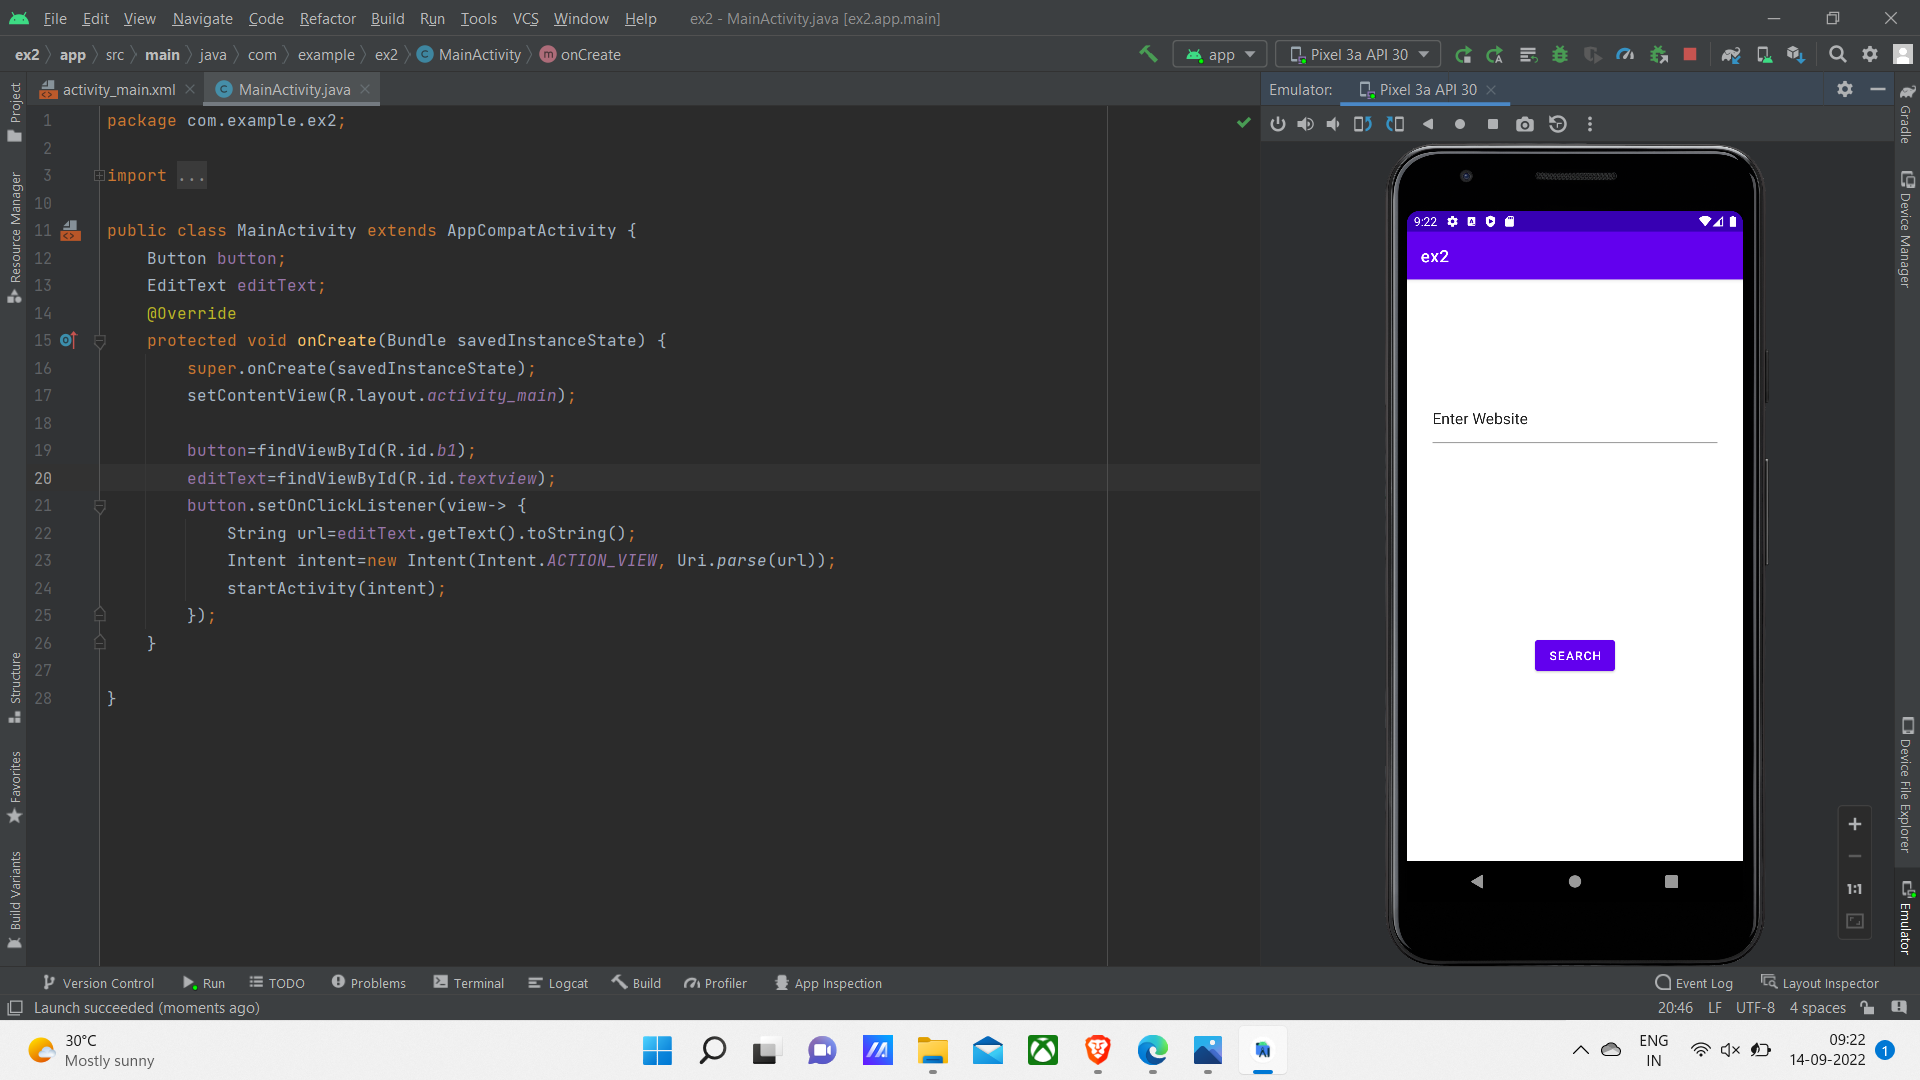 File Edit View Navigate Code Refactor Build Run Tools VCS Window Help ex2 - MainActivity.java [ex2.app.main]
ex2 app src main java com example ex2 MainActivity onCreate app Pixel 3a API 30
activity_main.xml MainActivity.java Emulator: Pixel 3a API 30
1 package com.example.ex2;
2
3 import ...
10
11 public class MainActivity extends AppCompatActivity {
12 Button button;
13 EditText editText;
14 @Override
15 protected void onCreate(Bundle savedInstanceState) {
16 super.onCreate(savedInstanceState);
17 setContentView(R.layout.activity_main);
18
19 button=findViewById(R.id.b1);
20 editText=findViewById(R.id.textview);
21 button.setOnClickListener(view-> {
22 String url=editText.getText().toString();
23 Intent intent=new Intent(Intent.ACTION_VIEW, Uri.parse(url));
24 startActivity(intent);
25 });
26 }
27
28 }
Project
Resource Manager
Structure
Favorites
Build Variants
9:22
ex2
Enter Website
SEARCH
Gradle
Device Manager
Device File Explorer
Emulator
1:1
Version Control Run TODO Problems Terminal Logcat Build Profiler App Inspection Event Log Layout Inspector
Launch succeeded (moments ago) 20:46 LF UTF-8 4 spaces
30°C
Mostly sunny
ENG
IN
09:22
14-09-2022
1